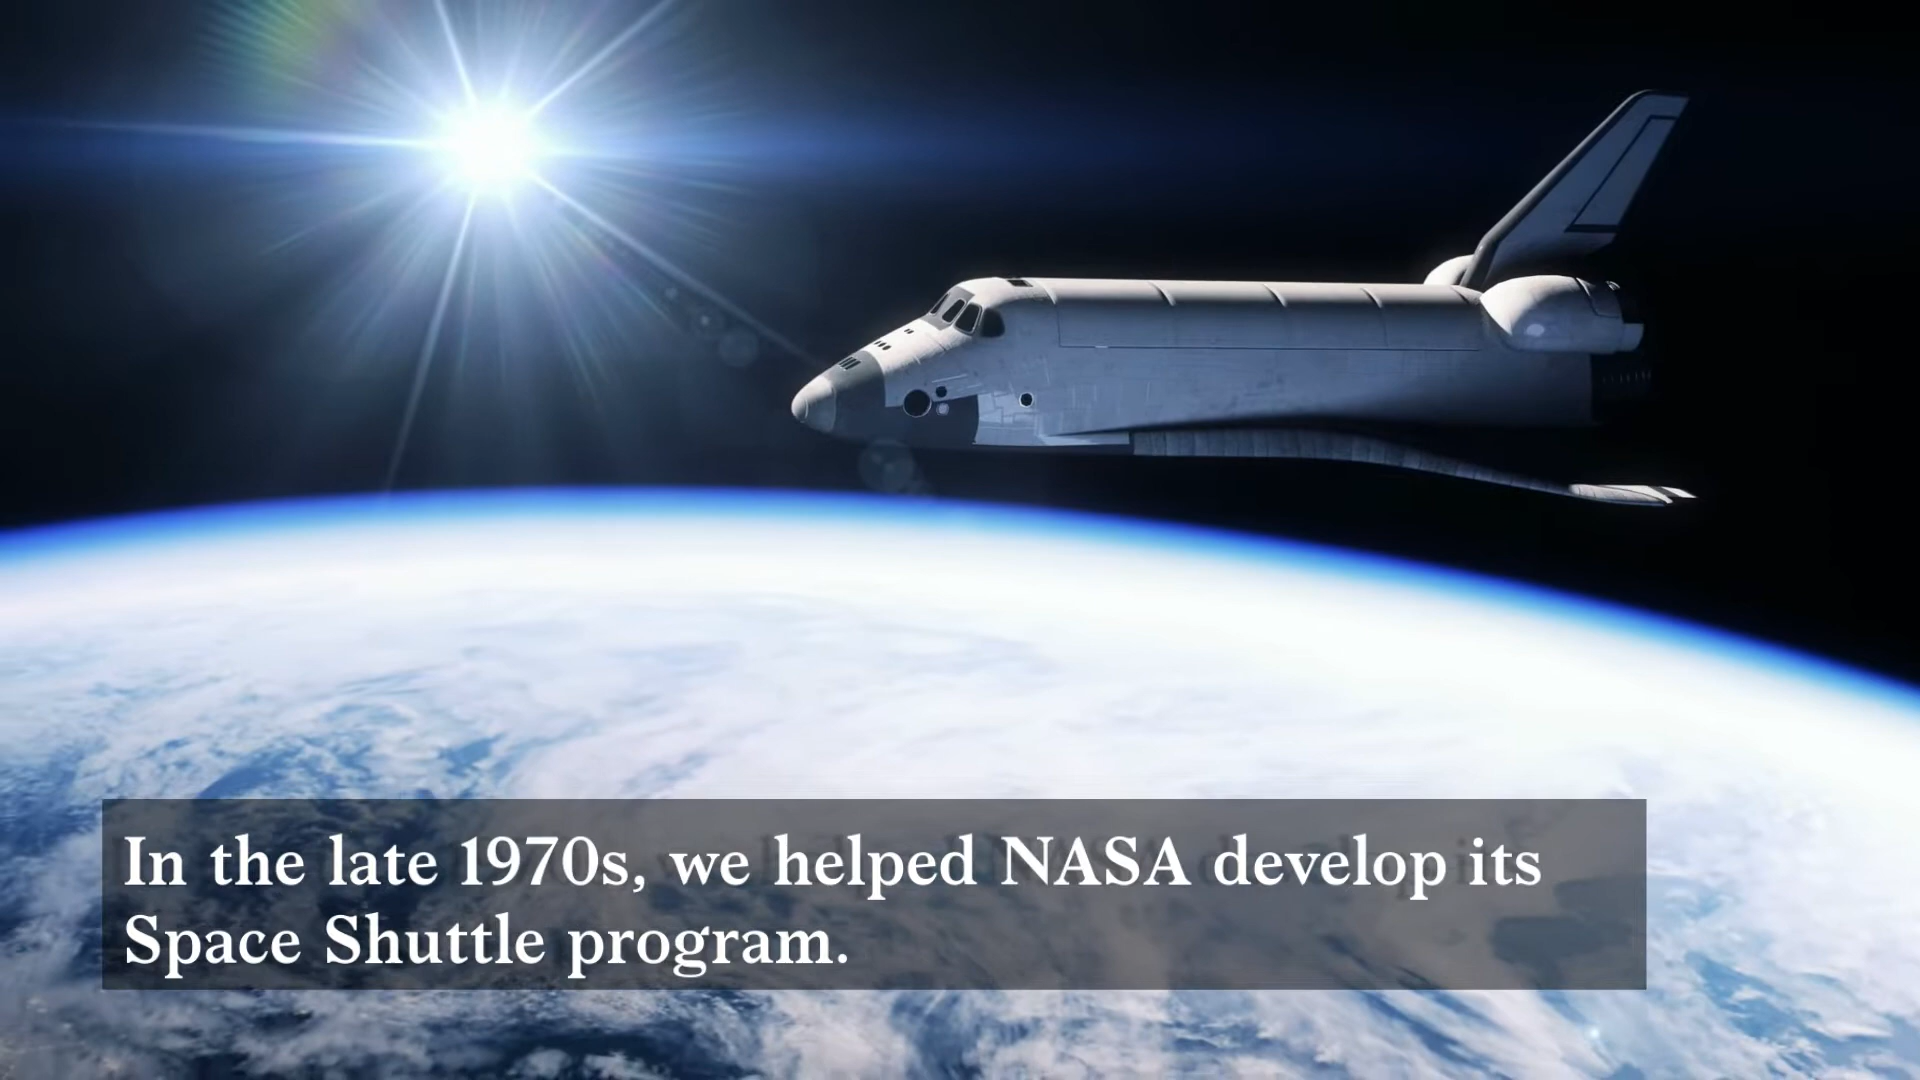 In the late 1970s, we helped NASA develop its
Space Shuttle program.